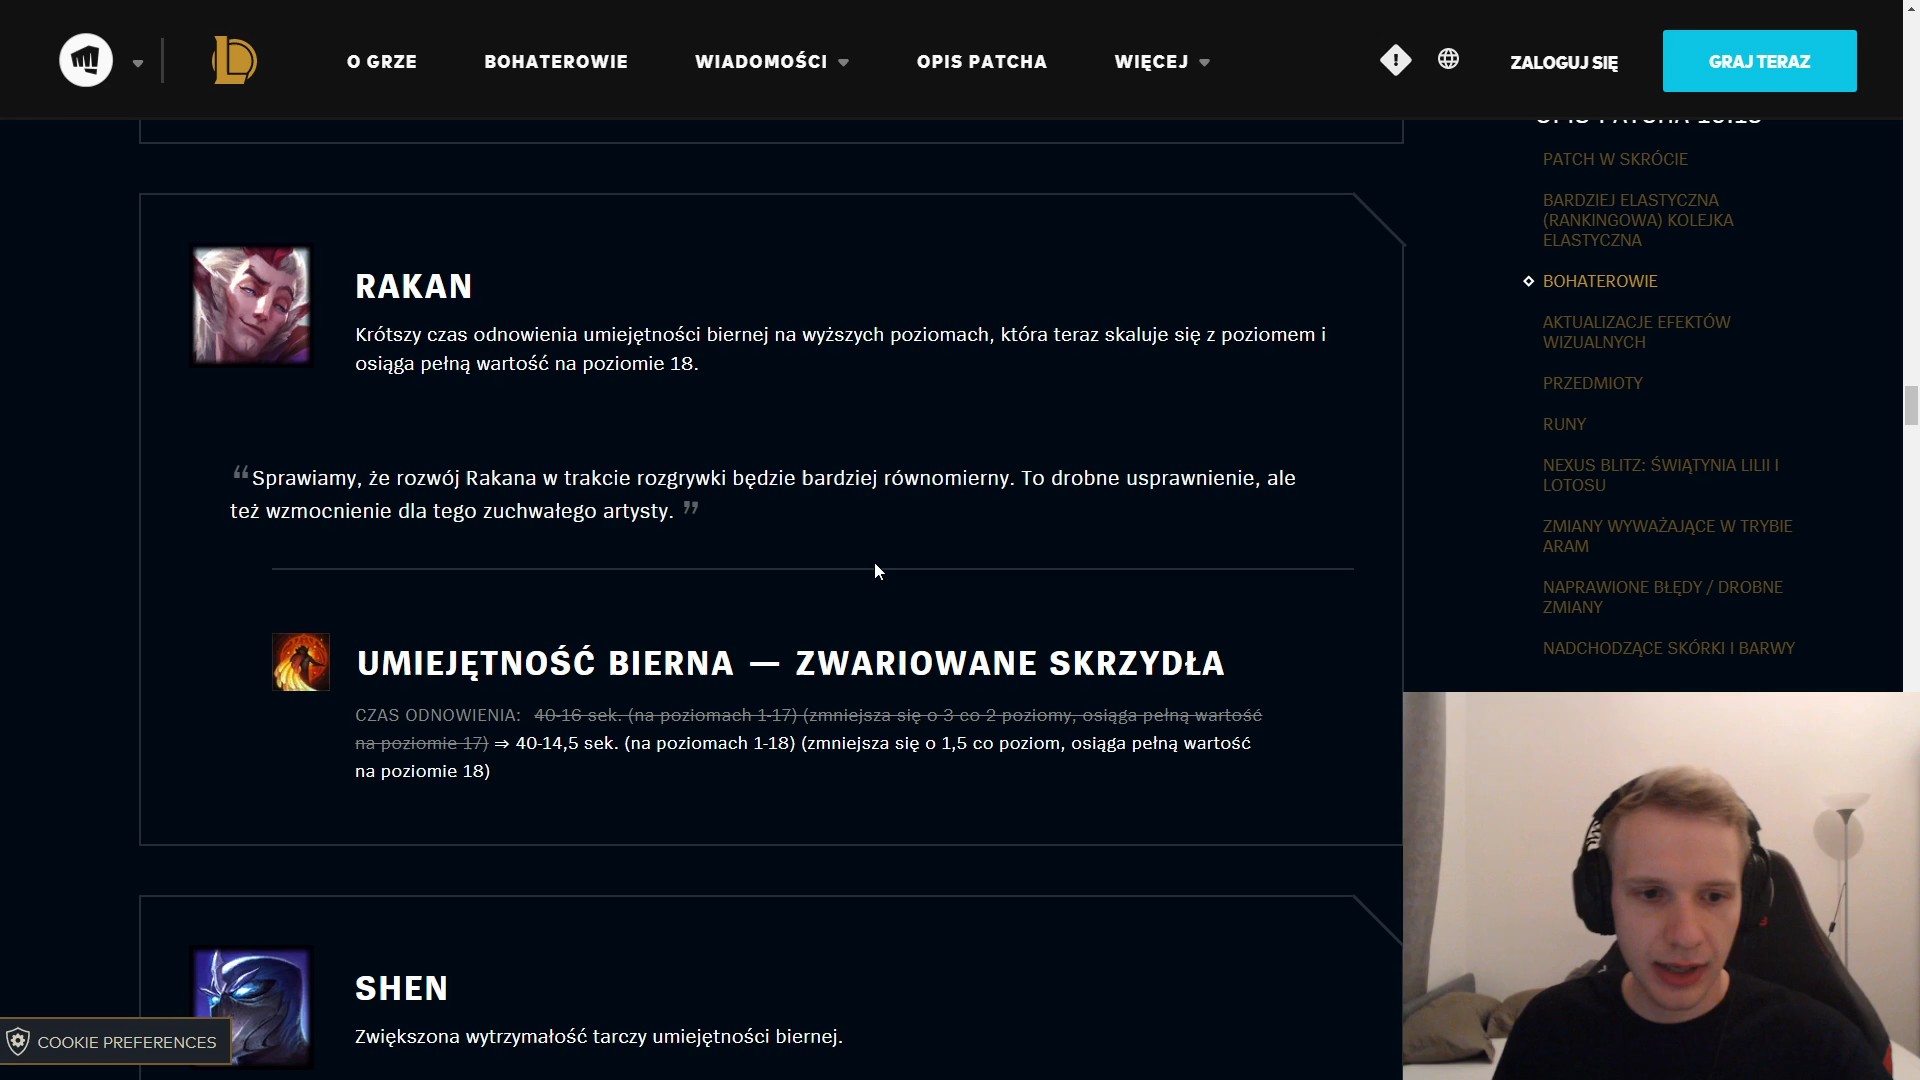 O GRZE
BOHATEROWIE
WIADOMOŚCI
OPIS PATCHA
WIĘCEJ
ZALOGUJ SIĘ
GRAJ TERAZ
PATCH W SKRÓCIE
BARDZIEJ ELASTYCZNA
(RANKINGOWA) KOLEJKA
ELASTYCZNA
BOHATEROWIE
AKTUALIZACJE EFEKTÓW
WIZUALNYCH
PRZEDMIOTY
RUNY
NEXUS BLITZ: ŚWIĄTYNIA LILII I
LOTOSU
ZMIANY WYWAŻAJĄCE W TRYBIE
ARAM
NAPRAWIONE BŁĘDY / DROBNE
ZMIANY
NADCHODZĄCE SKÓRKI I BARWY
RAKAN
Krótszy czas odnowienia umiejętności biernej na wyższych poziomach, która teraz skaluje się z poziomem i
osiąga pełną wartość na poziomie 18.
“Sprawiamy, że rozwój Rakana w trakcie rozgrywki będzie bardziej równomierny. To drobne usprawnienie, ale
też wzmocnienie dla tego zuchwałego artysty. ”
UMIEJĘTNOŚĆ BIERNA — ZWARIOWANE SKRZYDŁA
CZAS ODNOWIENIA: 40-16 sek. (na poziomach 1-17) (zmniejsza się o 3 co 2 poziomy, osiąga pełną wartość
na poziomie 17) ⇒ 40-14,5 sek. (na poziomach 1-18) (zmniejsza się o 1,5 co poziom, osiąga pełną wartość
na poziomie 18)
SHEN
Zwiększona wytrzymałość tarczy umiejętności biernej.
COOKIE PREFERENCES